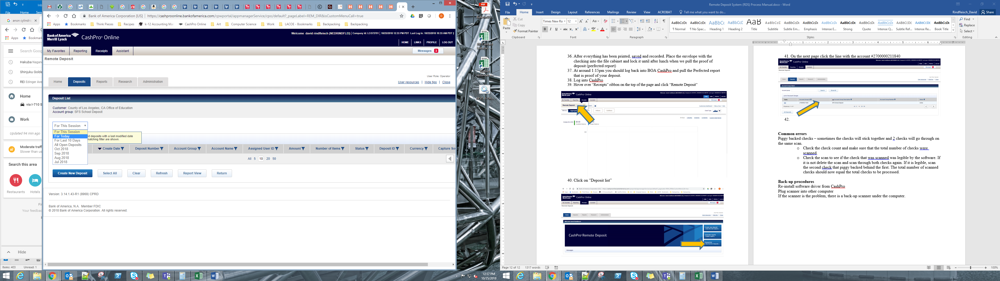 anon cylindric
Apps
Bookmark
Search Goog
Hakuba Nagano
Shinjuku Golde
REI Edinger Ave
Home
via I-710 S
Work
Updated 94 min ago
Moderate traff
Slower than us
Search this area
Restaurants Hotels
Your feedbac
Hide
Items: 403 Unread: 1
Bank of America Corporation [US] | https://cashproonline.bankofamerica.com/cpwportal/appmanagerService/cpo/default?_pageLabel=REM_DIR&isCustomMenuCall=true
Apps Bookmarks Think Pieces Recipes k-12 Accounting Ma CashPro Online Art Computer Science Work LACOE - Bookmarks Backpacking Backpacking
Bank of America
Merrill Lynch
CashPro® Online
Welcome david rindfleisch (NEDRINDFLEI) | Company Id: LOS72701 | 10/25/2018 12:53 PM PDT Last Log In: 10/25/2018 10:55 AM PDT †
HOME LINKS PROFILE LOG OUT
My Favorites Reporting Receipts Assistant
Messages 3
Remote Deposit
User Role: Operator
Home Deposits Reports Research Administration
User resources | Hide tips | Close
Deposit List
Customer: County of Los Angeles, CA Office of Education
Account group: SFS School Deposit
For This Session
For This Session
For Today
For Last 10 Days
All Open Deposits
Oct 2018
Sep 2018
Aug 2018
Jul 2018
All deposits with a last modified date
matching filter are shown.
Create Date Deposit Number Account Group Account Name Assigned User ID Amount Number of Items Status Deposit ID Currency Capture Sou
All 5 10 20 50
Create New Deposit Select All Clear Refresh Report View Return
Version: 3.14.1.43-R1 (8969) CPRD
Bank of America, N.A. Member FDIC
© 2018 Bank of America Corporation. All rights reserved.
DP Contact
List.xlsx - ...
District
reminder e...
BEST-X-Dri...
12:57 PM
10/25/2018
Remote Deposit System (RDS) Process Manual.docx - Word
File Home Insert Design Layout References Mailings Review View ACROBAT Tell me what you want to do...
Rindfleisch_David Share
Paste
Cut
Copy
Format Painter
Times New Ro 12
Normal No Spac... Heading 1 Heading 2 Title Subtitle Subtle Em... Emphasis Intense E... Strong Quote Intense Q... Subtle Ref... Intense Re... Book Title
Find
Replace
Select
Clipboard Font Paragraph Styles Editing
36. After everything has been printed, saved and recorded. Place the envelope with the
checking into the file cabinet and lock it until after lunch when we pull the proof of
deposit (perfected report)
37. At around 1:15pm you should log back into BOA CashPro and pull the Perfected report
that is proof of your deposit.
38. Log into CashPro
39. Hover over "Receipts" ribbon on the top of the page and click "Remote Deposit"
CashPro® Online
Remote Deposit
40. Click on "Deposit list"
CashPro® Online
CashPro® Remote Deposit
Messages
41. On the next page click the line with the account #2700000211840
CashPro® Online
42.
Common errors
Piggy backed checks – sometimes the checks will stick together and 2 checks will go through on
the same scan.
o Check the check count and make sure that the total number of checks were
scanned.
o Check the scan to see if the check that was scanned was legible by the software. If
it is not delete the scan and scan through both checks again. If it is legible, scan
the second check that piggy backed behind the first. The total number of scanned
checks should now equal the total checks to be processed.
Back-up procedures
Re-install software driver from CashPro
Plug scanner into other computer
If the scanner is the problem, there is a back-up scanner under the computer.
Page 12 of 12 1317 words
100%